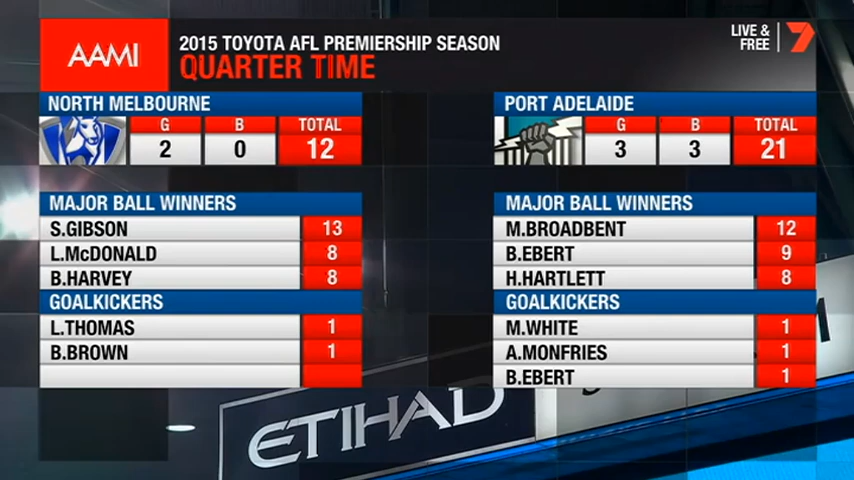 AAMI
2015 TOYOTA AFL PREMIERSHIP SEASON
QUARTER TIME
LIVE &
FREE
7
NORTH MELBOURNE
G B TOTAL
2 0 12
MAJOR BALL WINNERS
S.GIBSON 13
L.McDONALD 8
B.HARVEY 8
GOALKICKERS
L.THOMAS 1
B.BROWN 1
PORT ADELAIDE
G B TOTAL
3 3 21
MAJOR BALL WINNERS
M.BROADBENT 12
B.EBERT 9
H.HARTLETT 8
GOALKICKERS
M.WHITE 1
A.MONFRIES 1
B.EBERT 1
ETIHAD